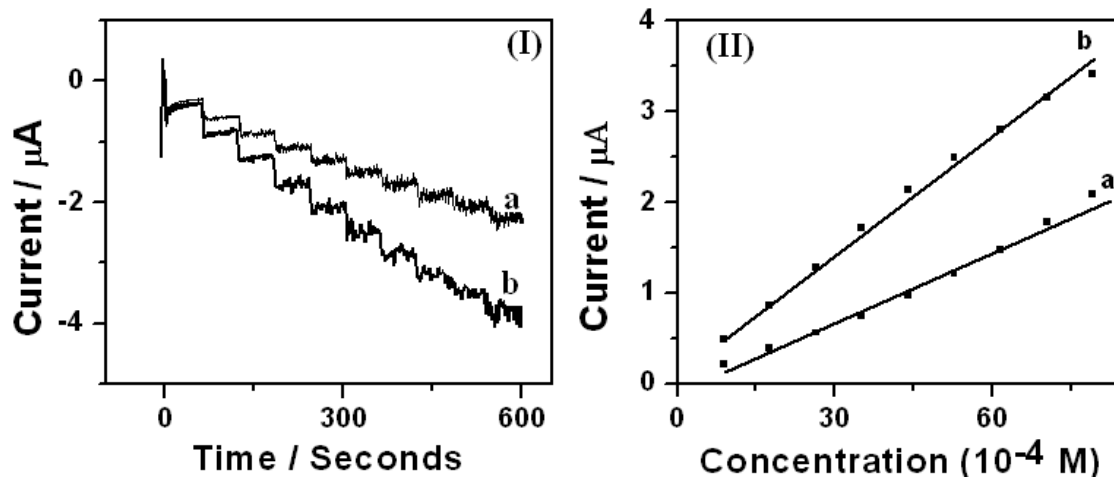 (I)
0
-2
-4
Current / μA
a
b
0
300
600
Time / Seconds
(II)
4
3
2
1
0
Current / μA
b
a
0
30
60
Concentration (10⁻⁴ M)